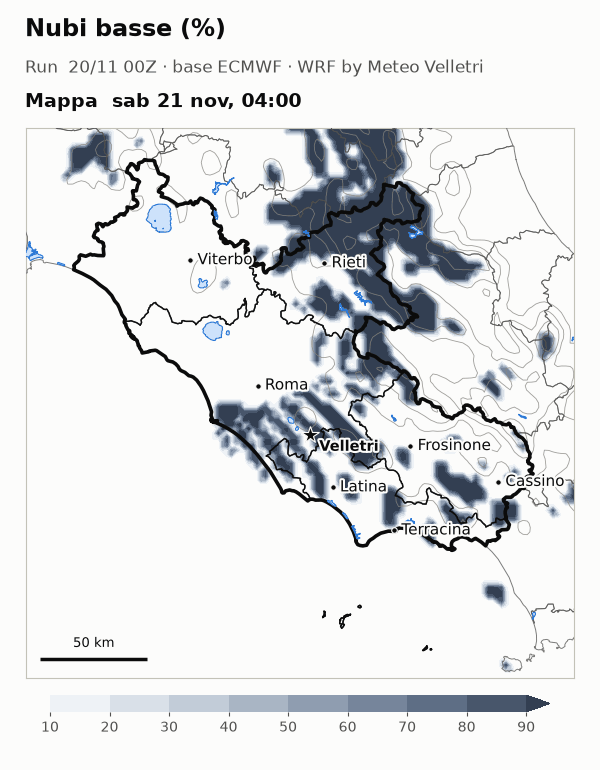 Nubi basse (%)
Run  20/11 00Z · base ECMWF · WRF by Meteo Velletri
Mappa  sab 21 nov, 04:00
Viterbo
Rieti
Roma
Velletri
Frosinone
Latina
Cassino
Terracina
50 km
10 20 30 40 50 60 70 80 90